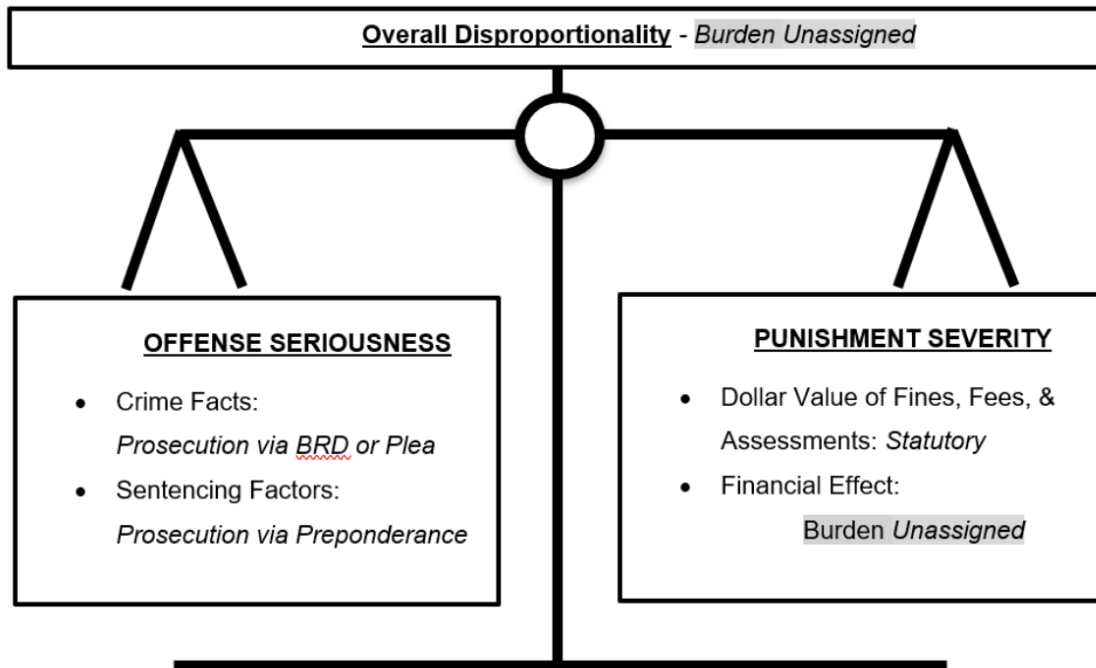 Overall Disproportionality - Burden Unassigned
OFFENSE SERIOUSNESS
• Crime Facts:
Prosecution via BRD or Plea
• Sentencing Factors:
Prosecution via Preponderance
PUNISHMENT SEVERITY
• Dollar Value of Fines, Fees, &
Assessments: Statutory
• Financial Effect:
Burden Unassigned